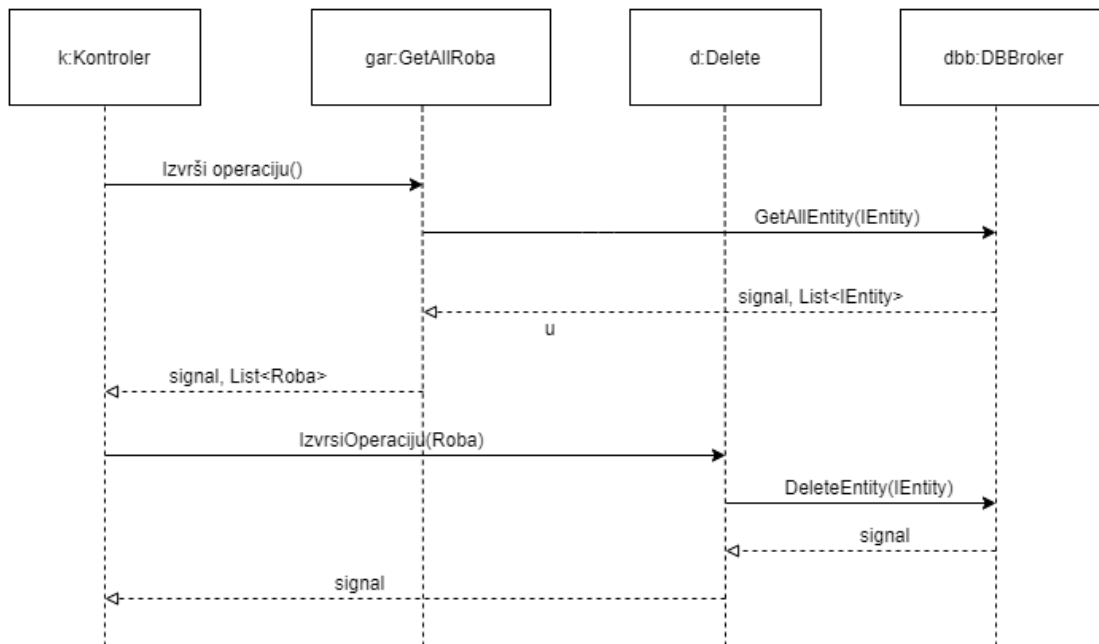 k:Kontroler
gar:GetAllRoba
d:Delete
dbb:DBBroker
Izvrši operaciju()
GetAllEntity(IEntity)
signal, List<IEntity>
u
signal, List<Roba>
IzvrsiOperaciju(Roba)
DeleteEntity(IEntity)
signal
signal